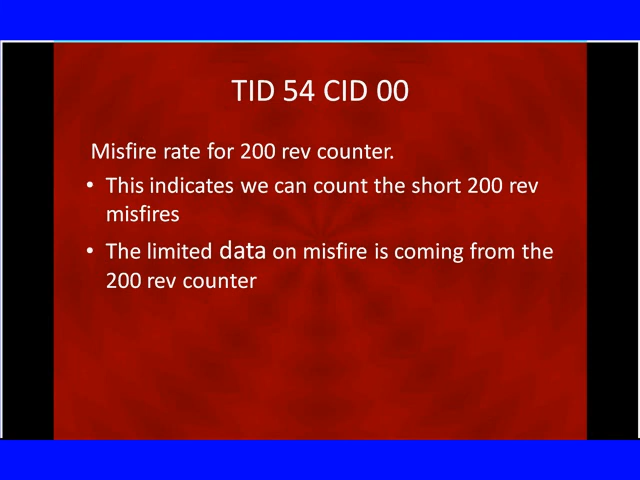 TID 54 CID 00
Misfire rate for 200 rev counter.
• This indicates we can count the short 200 rev
misfires
• The limited data on misfire is coming from the
200 rev counter